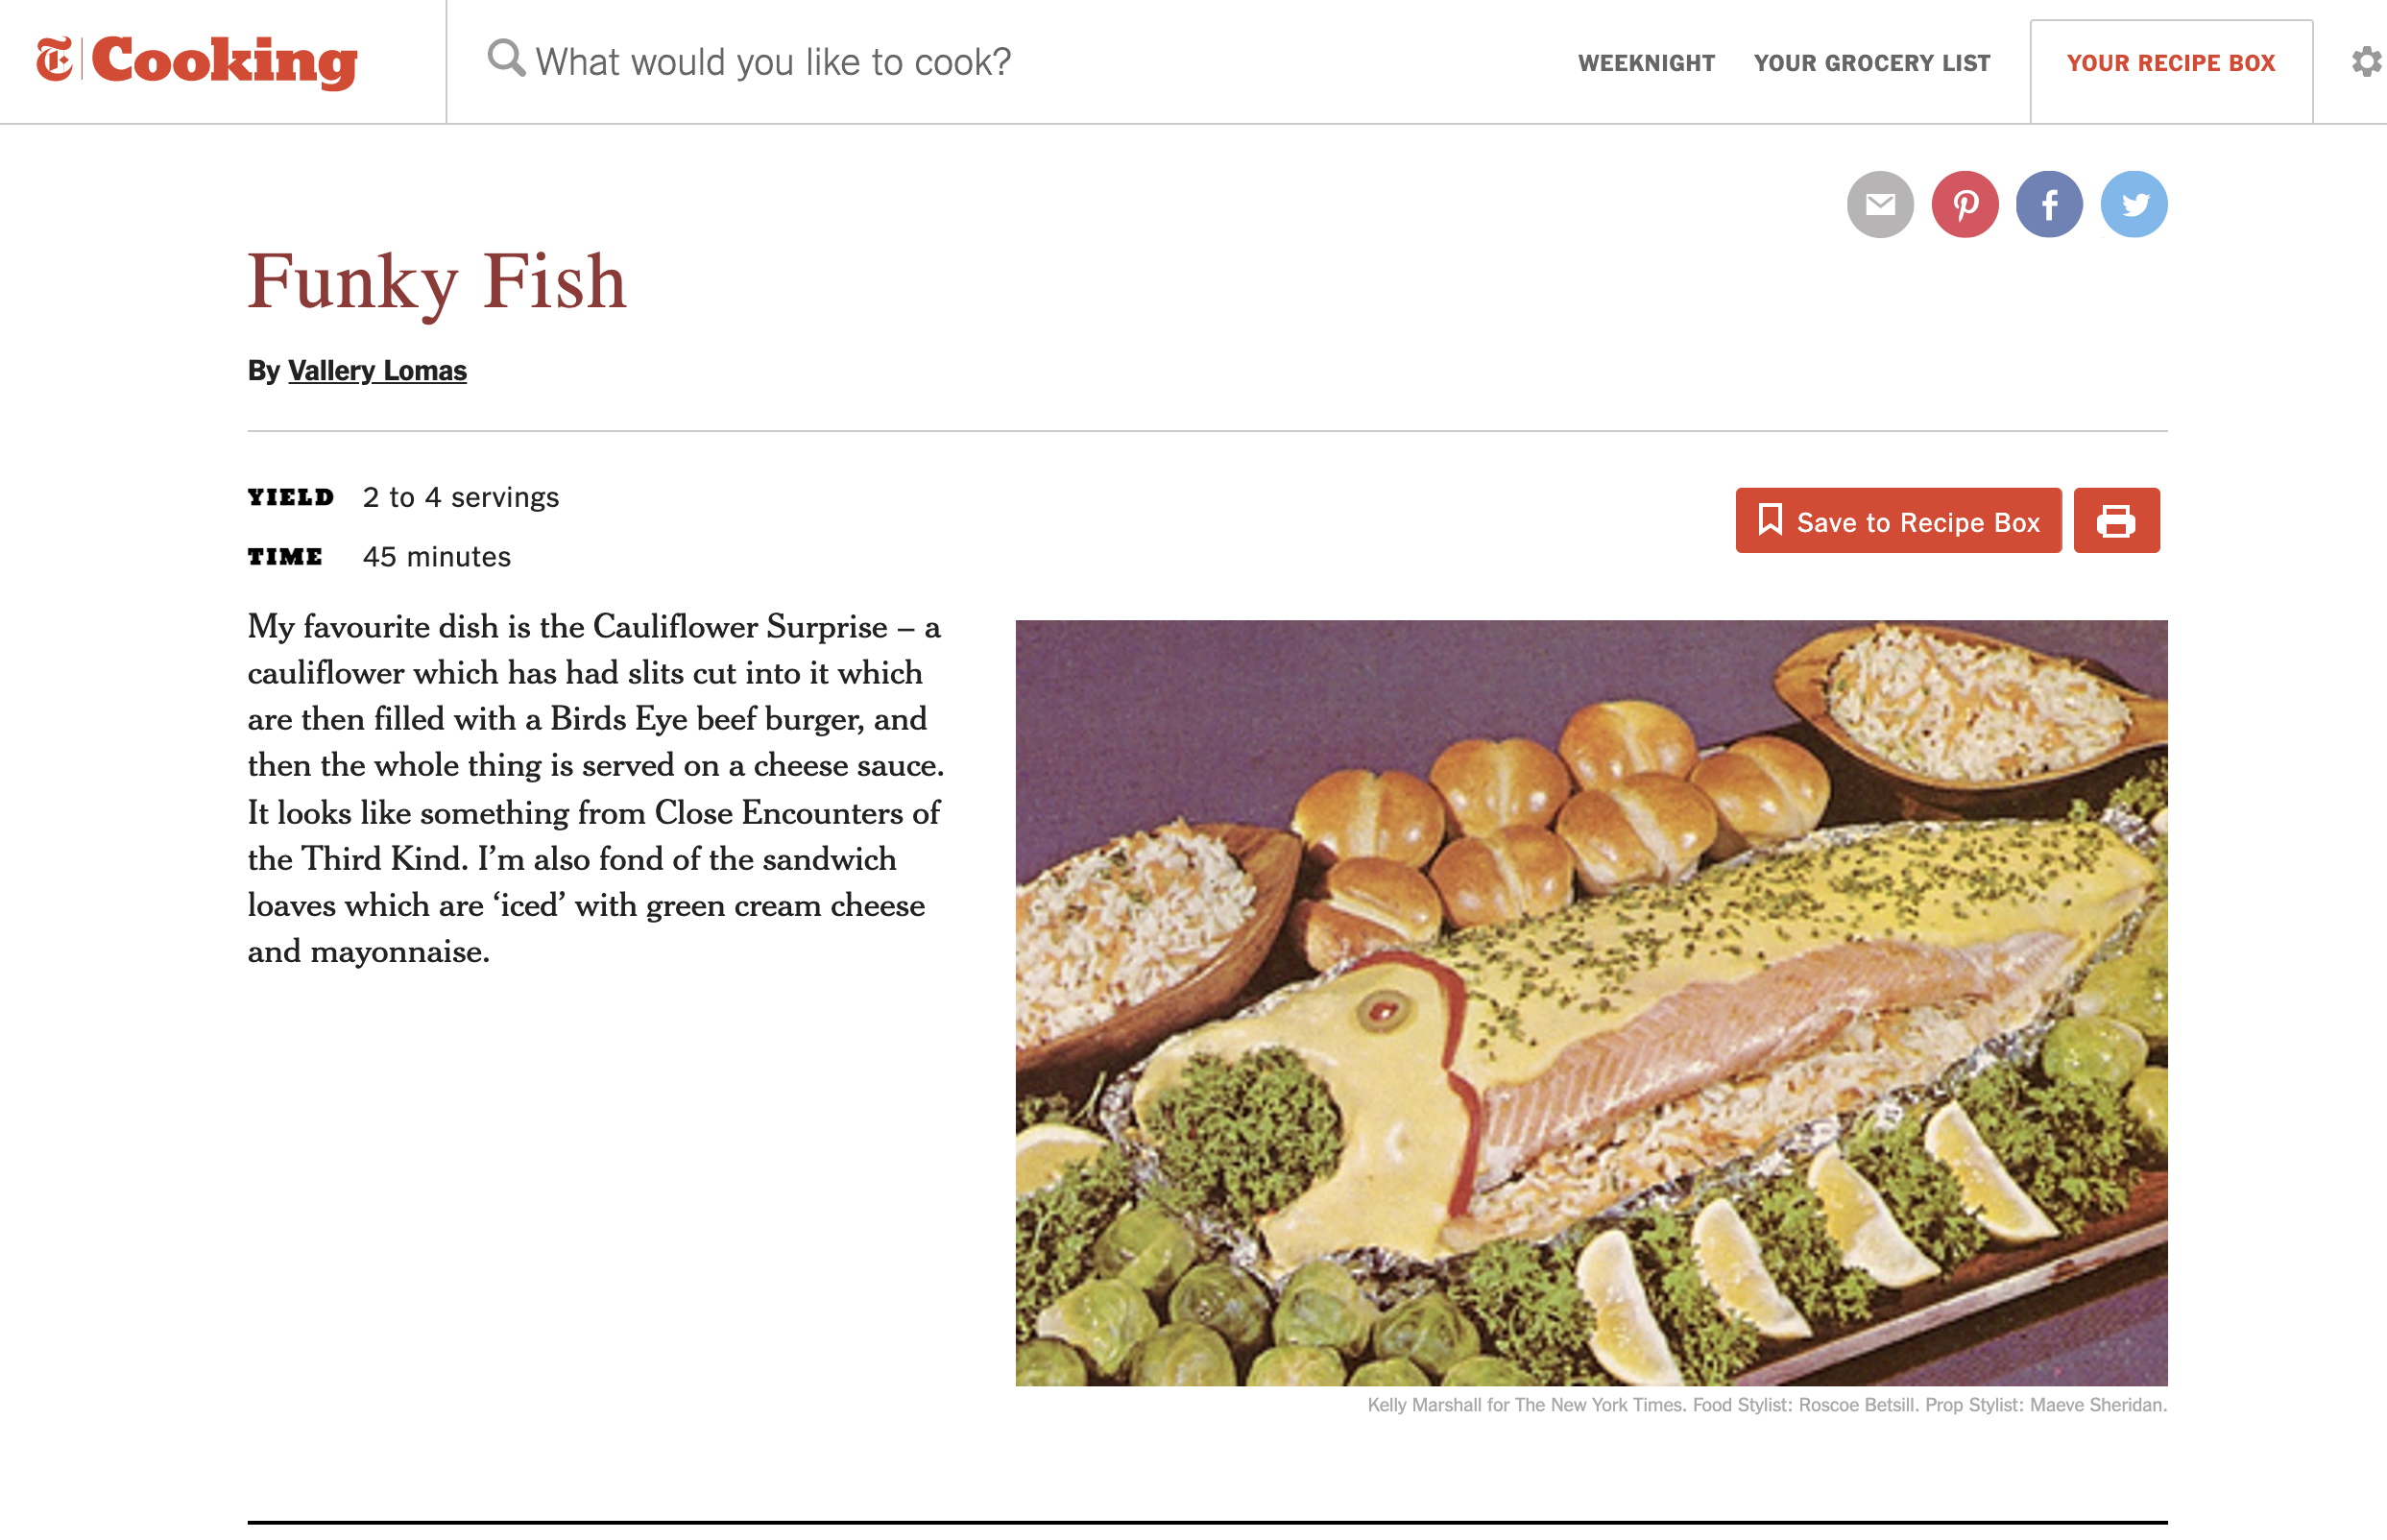 T Cooking
What would you like to cook?
WEEKNIGHT
YOUR GROCERY LIST
YOUR RECIPE BOX
Funky Fish
By Vallery Lomas
YIELD 2 to 4 servings
Save to Recipe Box
TIME 45 minutes
My favourite dish is the Cauliflower Surprise – a
cauliflower which has had slits cut into it which
are then filled with a Birds Eye beef burger, and
then the whole thing is served on a cheese sauce.
It looks like something from Close Encounters of
the Third Kind. I’m also fond of the sandwich
loaves which are ‘iced’ with green cream cheese
and mayonnaise.
Kelly Marshall for The New York Times. Food Stylist: Roscoe Betsill. Prop Stylist: Maeve Sheridan.